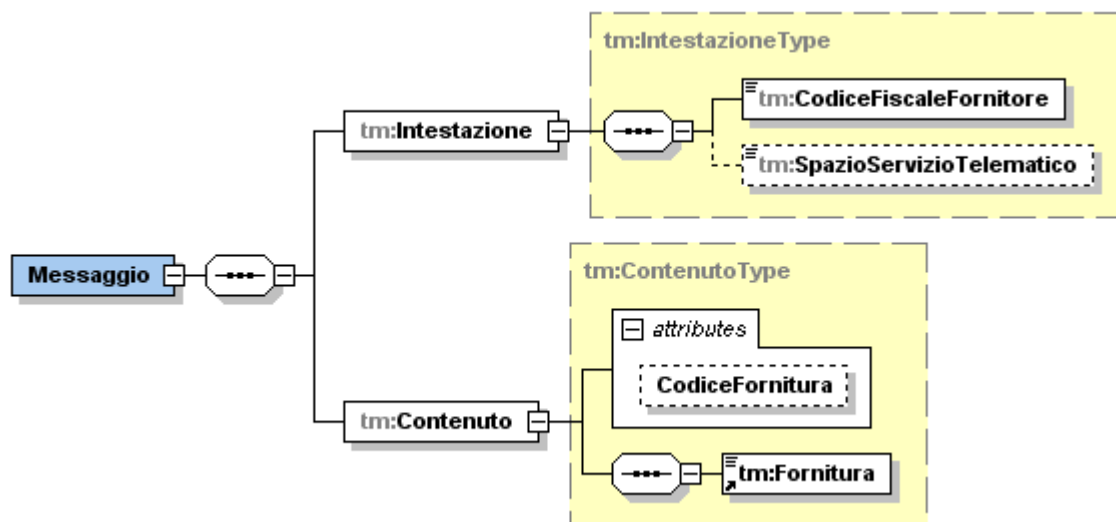 tm:IntestazioneType
tm:CodiceFiscaleFornitore
tm:Intestazione
tm:SpazioServizioTelematico
Messaggio
tm:ContenutoType
attributes
CodiceFornitura
tm:Contenuto
tm:Fornitura